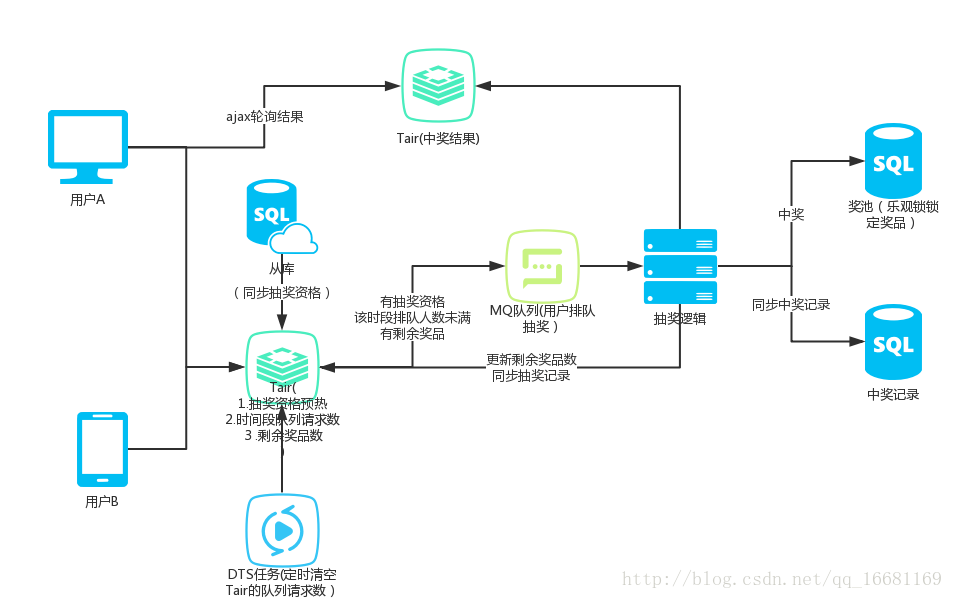 ajax轮询结果
Tair(中奖结果)
用户A
SQL
从库
（同步抽奖资格）
有抽奖资格
该时段排队人数未满
有剩余奖品
MQ队列(用户排队
抽奖）
抽奖逻辑
中奖
SQL
奖池（乐观锁锁
定奖品）
同步中奖记录
SQL
中奖记录
更新剩余奖品数
同步抽奖记录
Tair(
1.抽奖资格预热
2.时间段队列请求数
3 .剩余奖品数
)
用户B
DTS任务(定时清空
Tair的队列请求数）
http://blog.csdn.net/qq_16681169